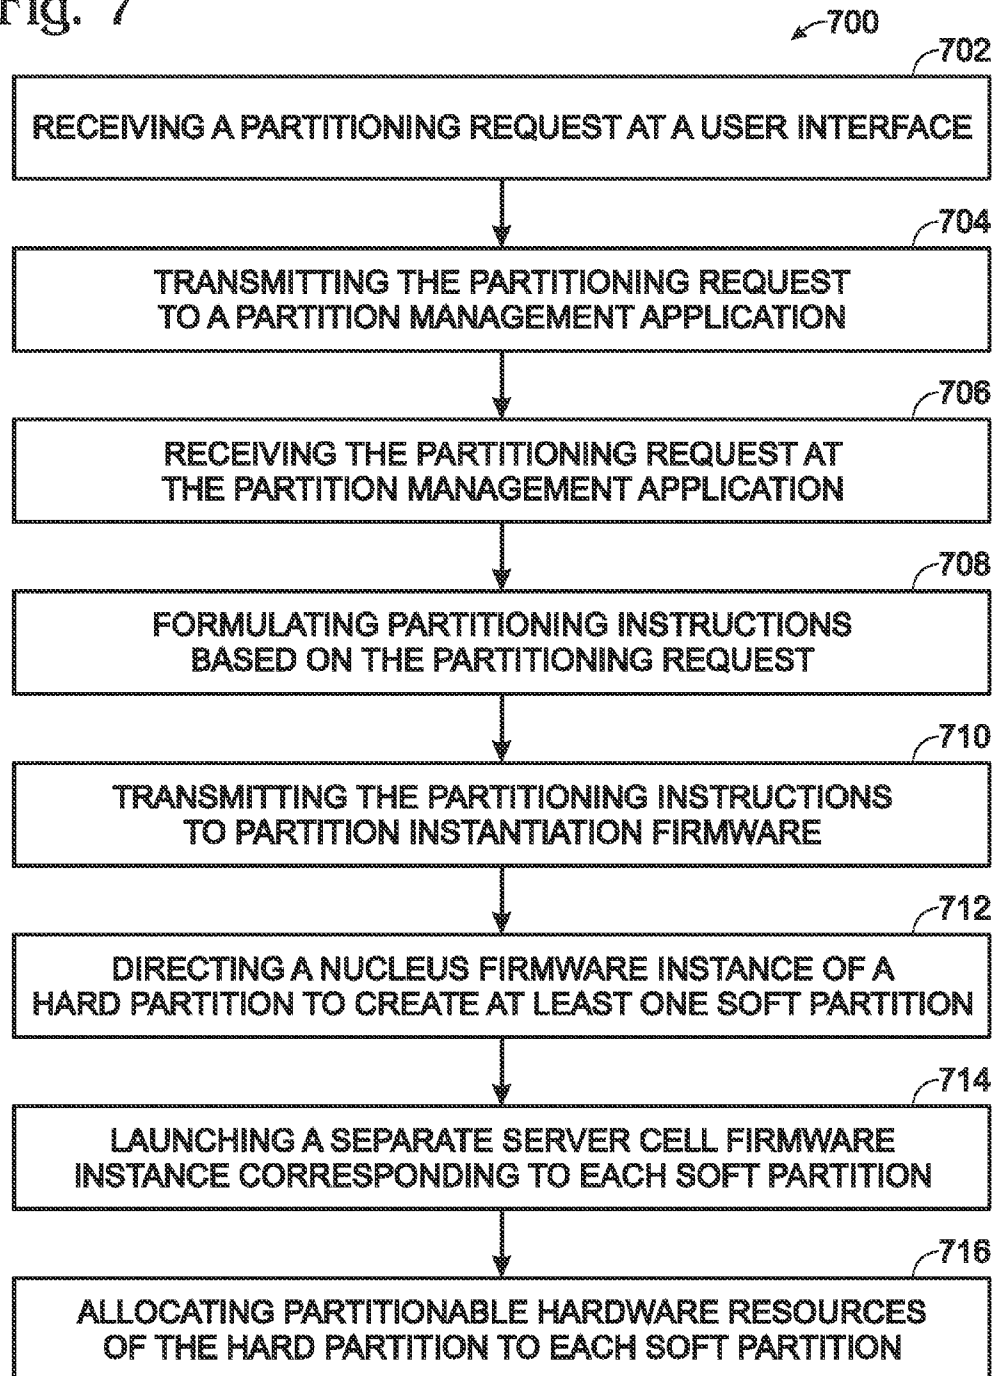 Fig. 7
700
702
RECEIVING A PARTITIONING REQUEST AT A USER INTERFACE
704
TRANSMITTING THE PARTITIONING REQUEST
TO A PARTITION MANAGEMENT APPLICATION
706
RECEIVING THE PARTITIONING REQUEST AT
THE PARTITION MANAGEMENT APPLICATION
708
FORMULATING PARTITIONING INSTRUCTIONS
BASED ON THE PARTITIONING REQUEST
710
TRANSMITTING THE PARTITIONING INSTRUCTIONS
TO PARTITION INSTANTIATION FIRMWARE
712
DIRECTING A NUCLEUS FIRMWARE INSTANCE OF A
HARD PARTITION TO CREATE AT LEAST ONE SOFT PARTITION
714
LAUNCHING A SEPARATE SERVER CELL FIRMWARE
INSTANCE CORRESPONDING TO EACH SOFT PARTITION
716
ALLOCATING PARTITIONABLE HARDWARE RESOURCES
OF THE HARD PARTITION TO EACH SOFT PARTITION